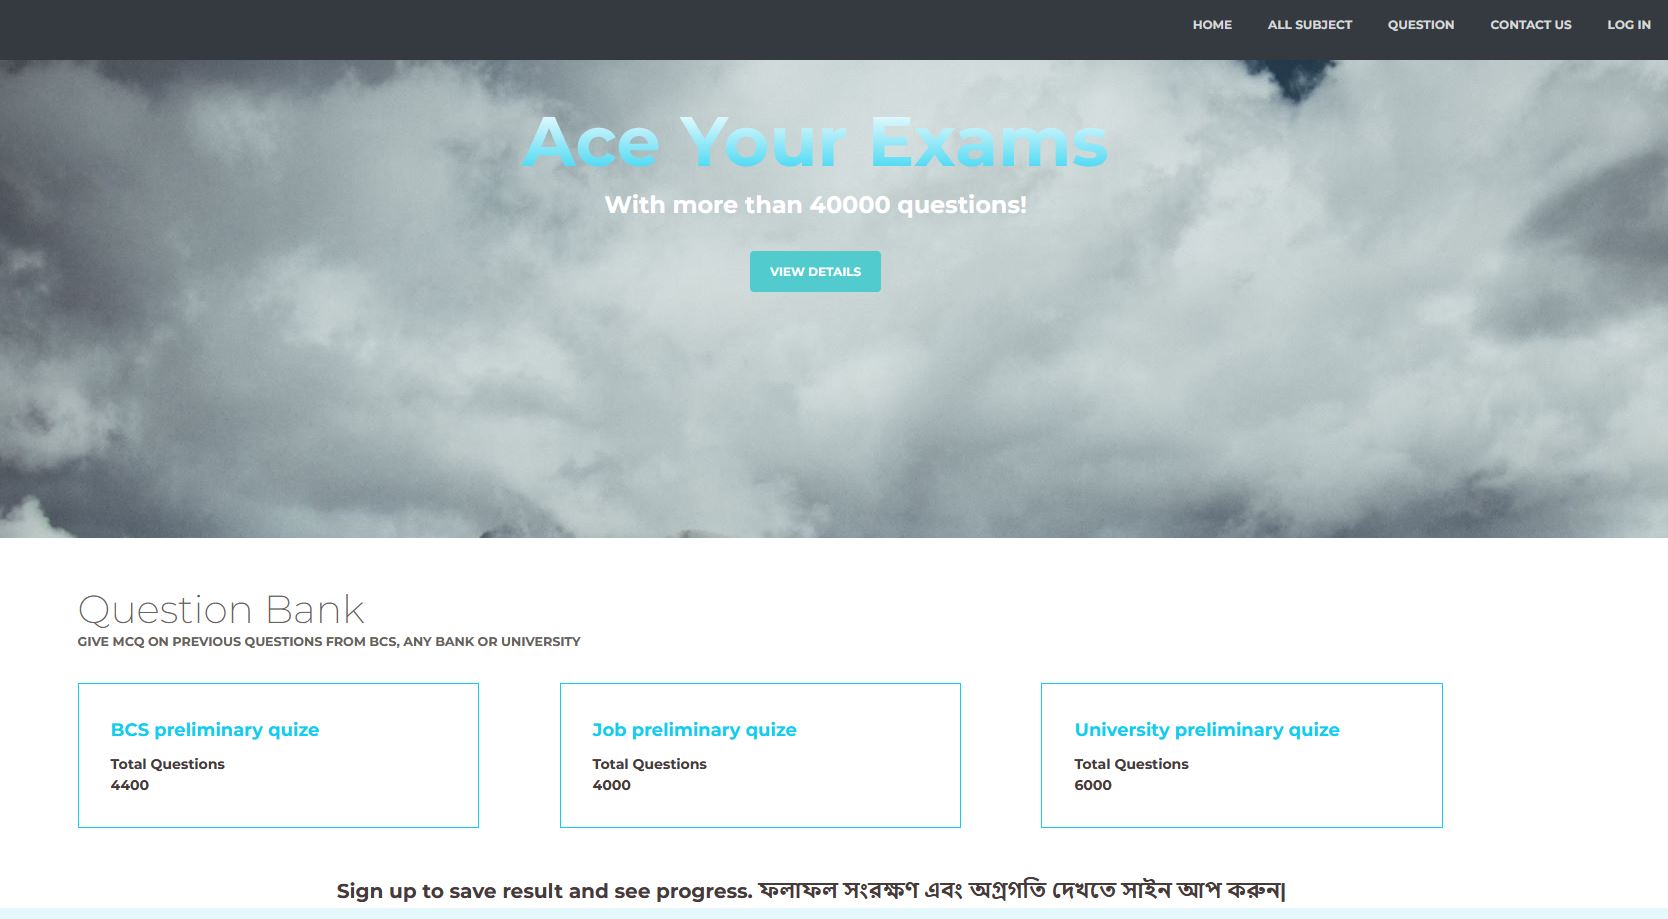 HOME ALL SUBJECT QUESTION CONTACT US LOG IN
Ace Your Exams
With more than 40000 questions!
VIEW DETAILS
Question Bank
GIVE MCQ ON PREVIOUS QUESTIONS FROM BCS, ANY BANK OR UNIVERSITY
BCS preliminary quize
Total Questions
4400
Job preliminary quize
Total Questions
4000
University preliminary quize
Total Questions
6000
Sign up to save result and see progress. ফলাফল সংরক্ষণ এবং অগ্রগতি দেখতে সাইন আপ করুন|